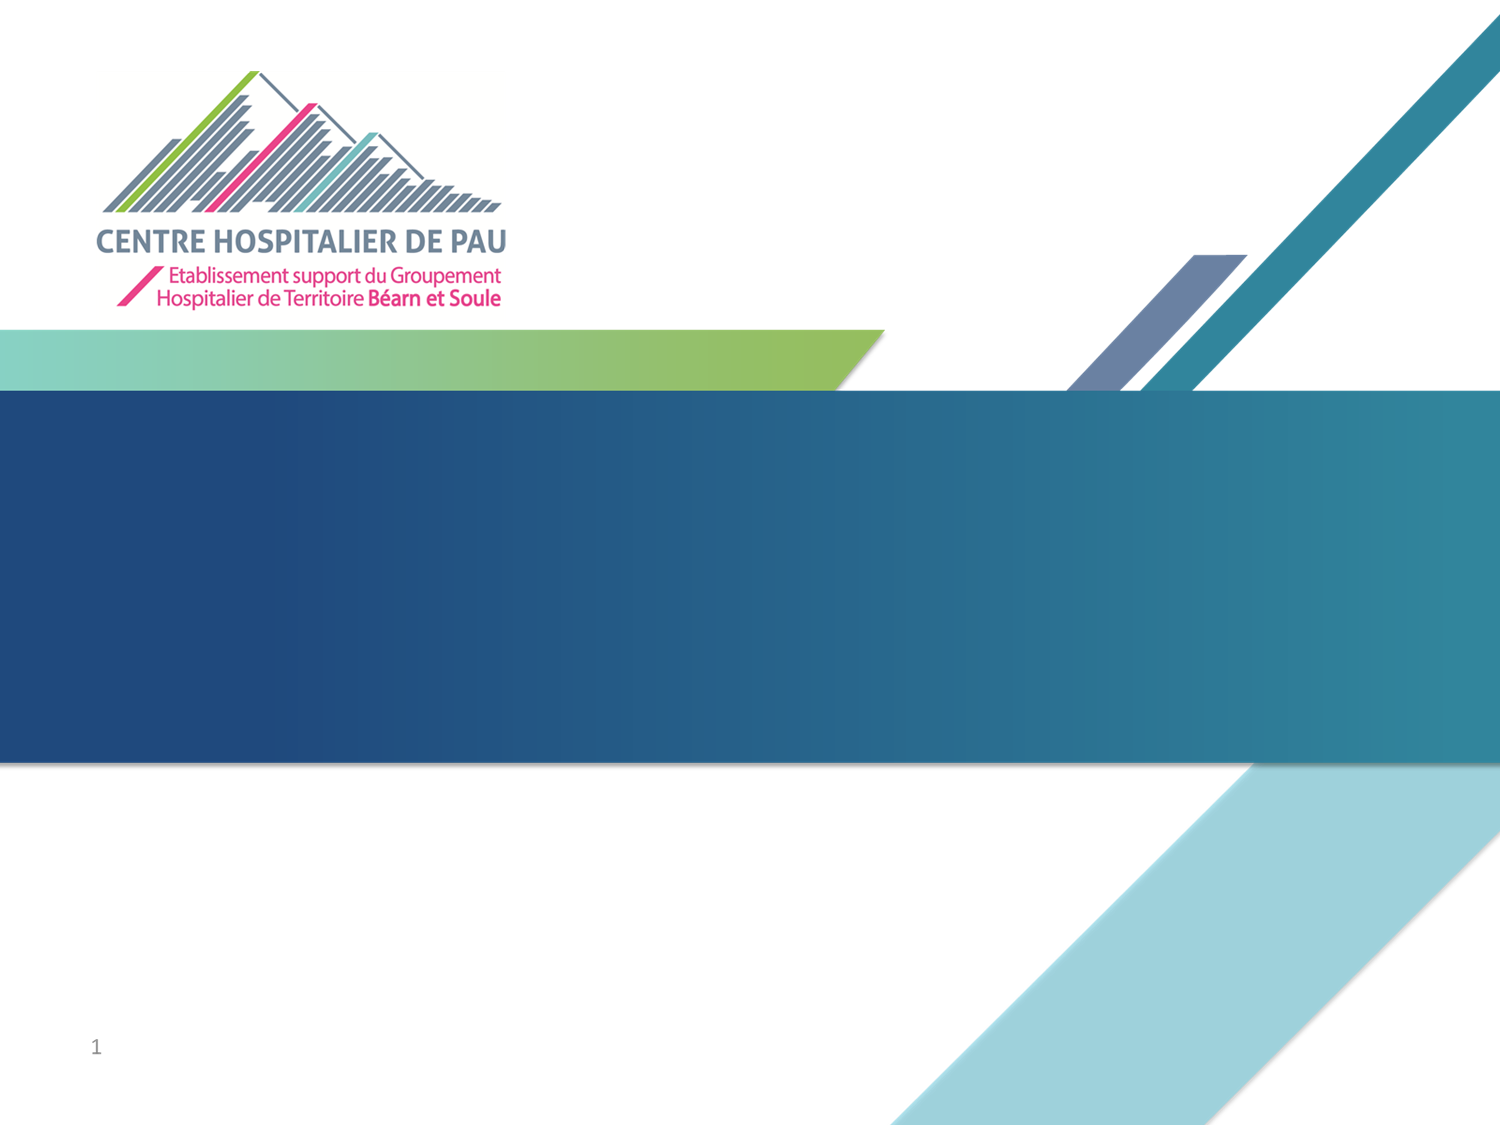 CENTRE HOSPITALIER DE PAU
Etablissement support du Groupement
Hospitalier de Territoire Béarn et Soule
1